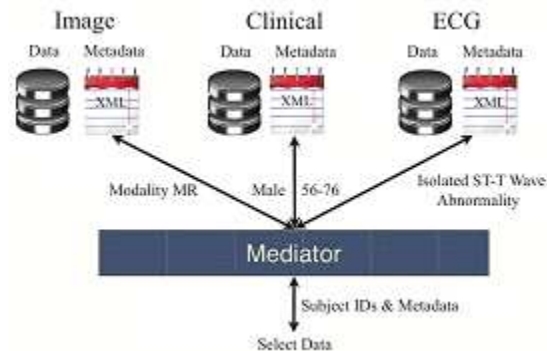 Image Clinical ECG
Data Metadata Data Metadata Data Metadata
XML XML XML
Modality MR Male 56-76 Isolated ST-T Wave
Abnormality
Mediator
Subject IDs & Metadata
Select Data